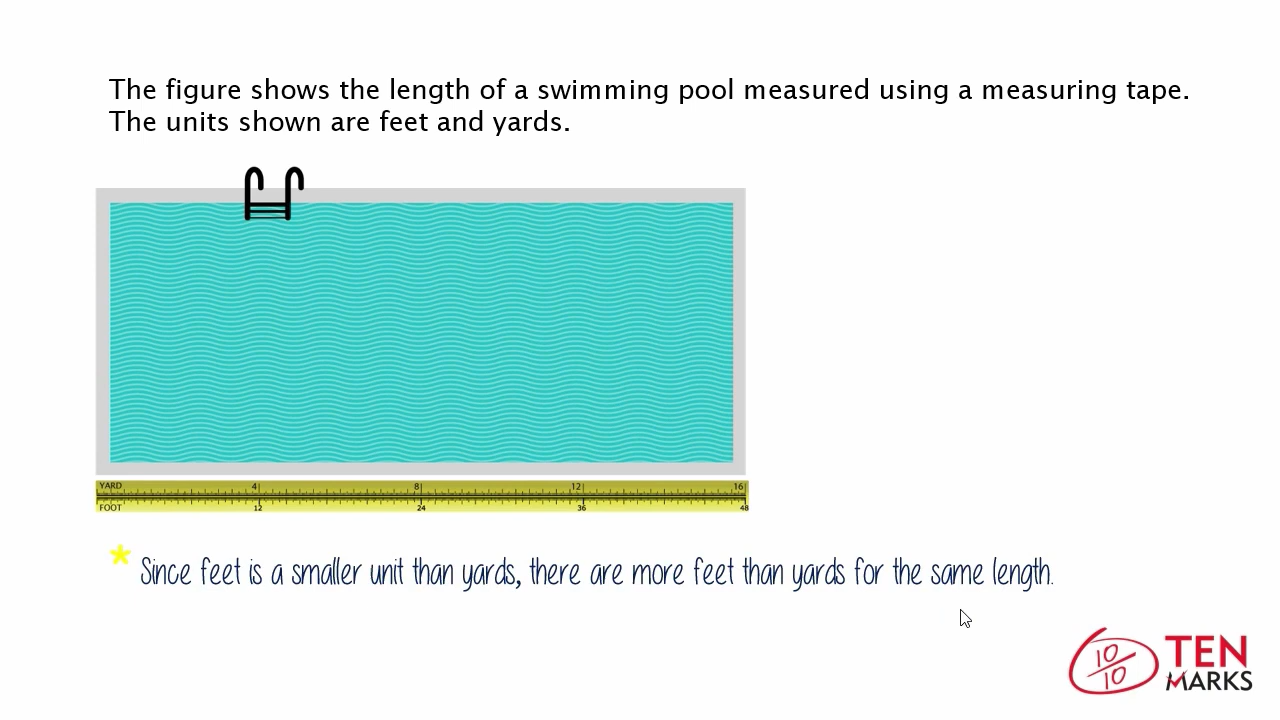 The figure shows the length of a swimming pool measured using a measuring tape.
The units shown are feet and yards.
YARD 4 8 12 16
FOOT 12 24 36 48
* Since feet is a smaller unit than yards, there are more feet than yards for the same length.
10/10 TEN
MARKS